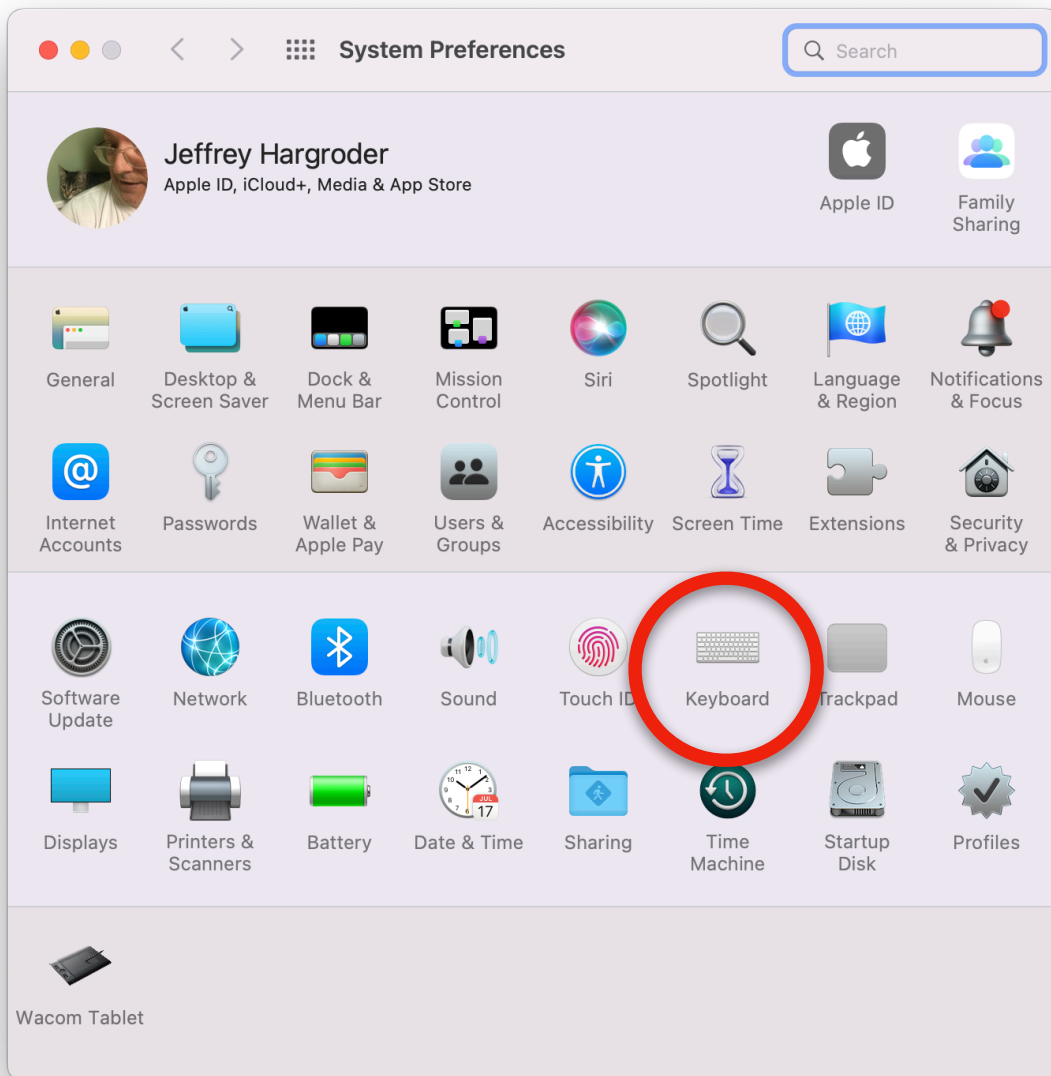 System Preferences
Search
Jeffrey Hargroder
Apple ID, iCloud+, Media & App Store
Apple ID
Family
Sharing
General
Desktop &
Screen Saver
Dock &
Menu Bar
Mission
Control
Siri
Spotlight
Language
& Region
Notifications
& Focus
Internet
Accounts
Passwords
Wallet &
Apple Pay
Users &
Groups
Accessibility
Screen Time
Extensions
Security
& Privacy
Software
Update
Network
Bluetooth
Sound
Touch ID
Keyboard
Trackpad
Mouse
Displays
Printers &
Scanners
Battery
JUL
17
Date & Time
Sharing
Time
Machine
Startup
Disk
Profiles
Wacom Tablet